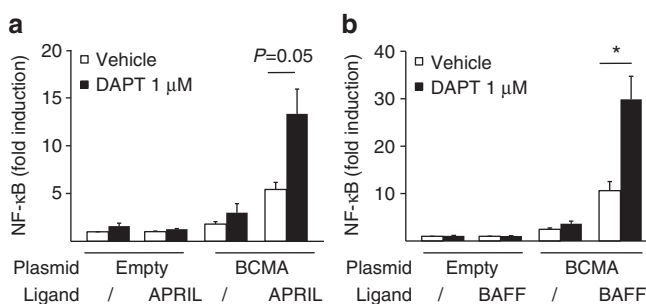 a
NF-κB (fold induction)
20
15
10
5
Vehicle
DAPT 1 μM
P=0.05
Plasmid Empty BCMA
Ligand / APRIL / APRIL
b
NF-κB (fold induction)
40
30
20
10
0
Vehicle
DAPT 1 μM
*
Plasmid Empty BCMA
Ligand / BAFF / BAFF